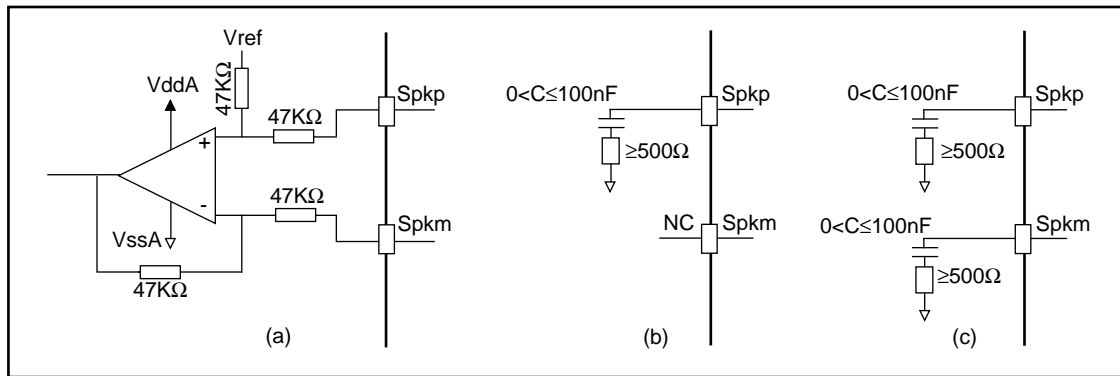 Vref
VddA
47KΩ
47KΩ
Spkp
+
-
47KΩ
Spkm
VssA
47KΩ
(a)
0<C≤100nF
Spkp
≥500Ω
NC
Spkm
(b)
0<C≤100nF
Spkp
≥500Ω
0<C≤100nF
Spkm
≥500Ω
(c)